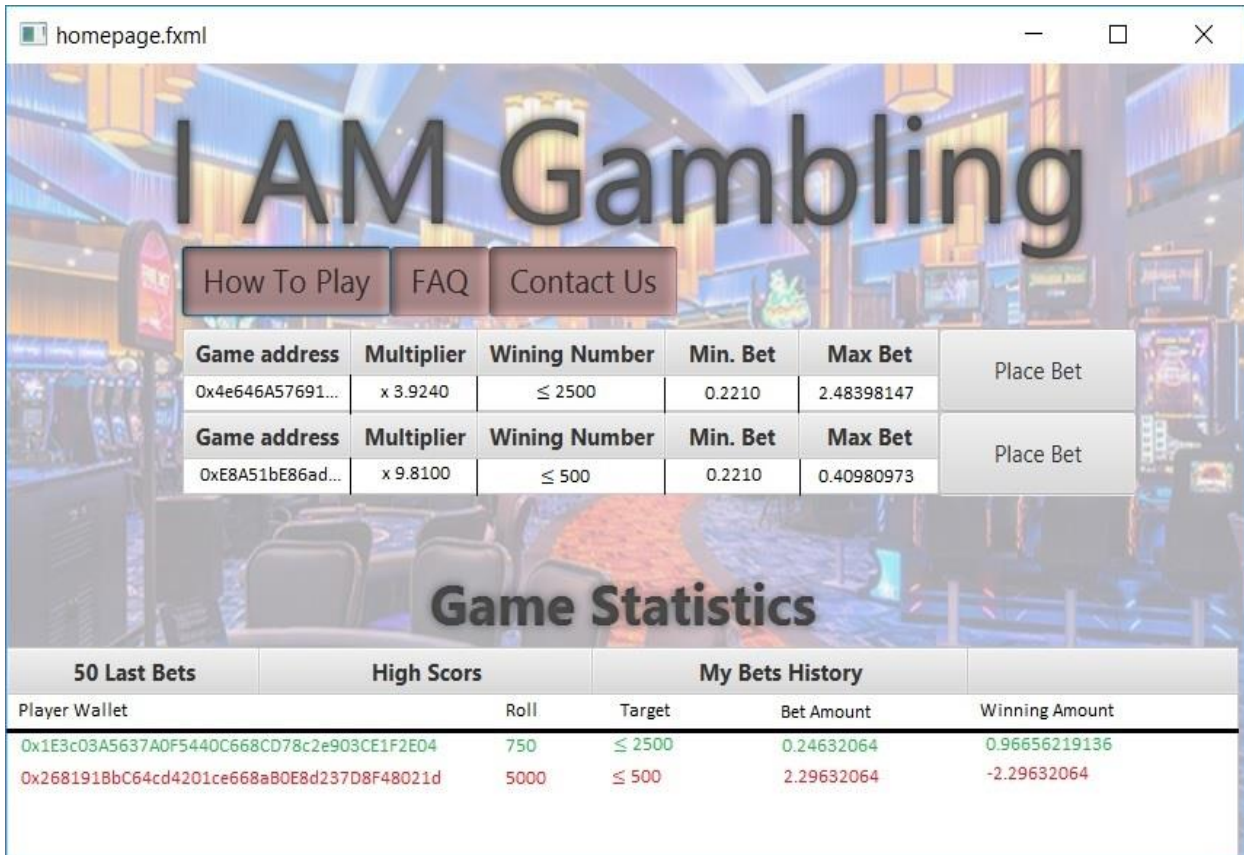 homepage.fxml
I AM Gambling
How To Play FAQ Contact Us
Game address Multiplier Wining Number Min. Bet Max Bet Place Bet
0x4e646A57691... x 3.9240 ≤ 2500 0.2210 2.48398147
Game address Multiplier Wining Number Min. Bet Max Bet Place Bet
0xE8A51bE86ad... x 9.8100 ≤ 500 0.2210 0.40980973
Game Statistics
50 Last Bets High Scors My Bets History
Player Wallet Roll Target Bet Amount Winning Amount
0x1E3c03A5637A0F5440C668CD78c2e903CE1F2E04 750 ≤ 2500 0.24632064 0.96656219136
0x268191BbC64cd4201ce668aB0E8d237D8F48021d 5000 ≤ 500 2.29632064 -2.29632064